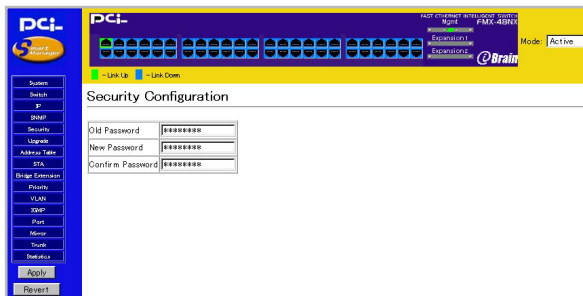 PCi-
Smart
Manager
System
Switch
IP
SNMP
Security
Upgrade
Address Table
STA
Bridge Extension
Priority
VLAN
IGMP
Port
Mirror
Trunk
Statistics
Apply
Revert
PCi-
FAST ETHERNET INTELLIGENT SWITCH
Mgmt FMX-48NX
Expansion1
Expansion2
Brain
Mode: Active
-Link Up -Link Down
Security Configuration
Old Password ********
New Password ********
Confirm Password ********